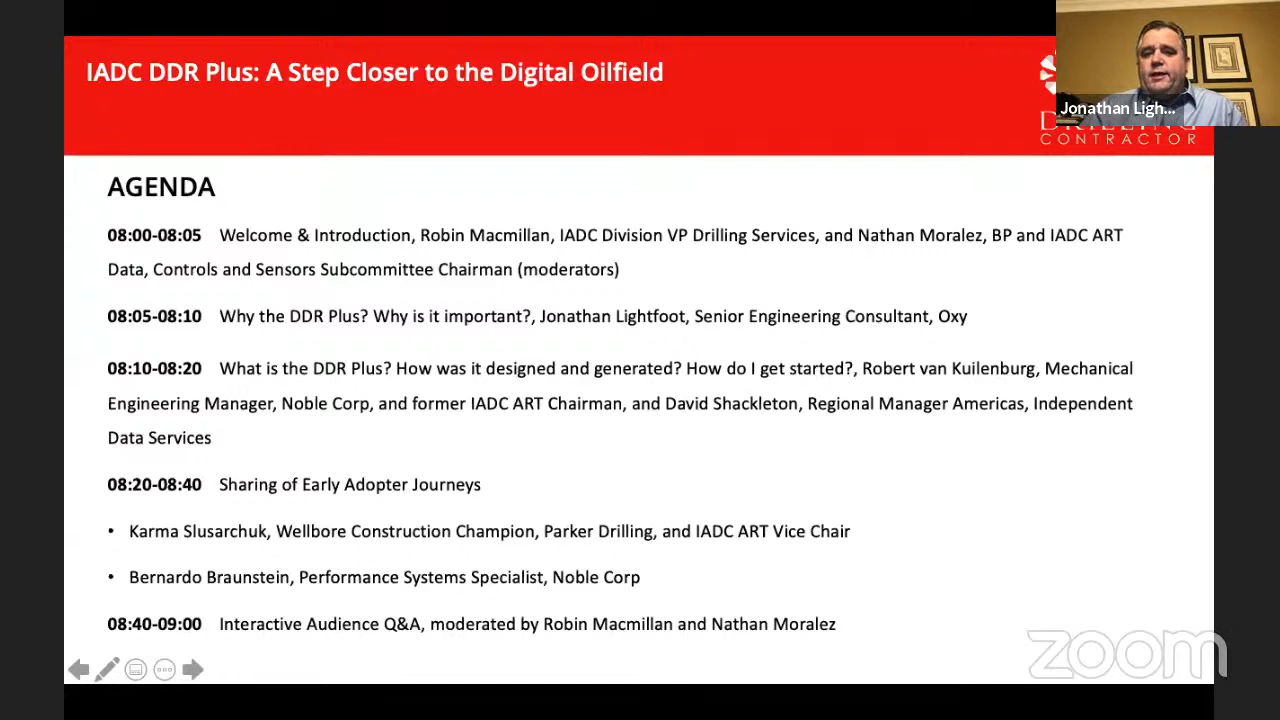 IADC DDR Plus: A Step Closer to the Digital Oilfield
Jonathan Ligh...
CONTRACTOR
AGENDA
08:00-08:05 Welcome & Introduction, Robin Macmillan, IADC Division VP Drilling Services, and Nathan Moralez, BP and IADC ART
Data, Controls and Sensors Subcommittee Chairman (moderators)
08:05-08:10 Why the DDR Plus? Why is it important?, Jonathan Lightfoot, Senior Engineering Consultant, Oxy
08:10-08:20 What is the DDR Plus? How was it designed and generated? How do I get started?, Robert van Kuilenburg, Mechanical
Engineering Manager, Noble Corp, and former IADC ART Chairman, and David Shackleton, Regional Manager Americas, Independent
Data Services
08:20-08:40 Sharing of Early Adopter Journeys
• Karma Slusarchuk, Wellbore Construction Champion, Parker Drilling, and IADC ART Vice Chair
• Bernardo Braunstein, Performance Systems Specialist, Noble Corp
08:40-09:00 Interactive Audience Q&A, moderated by Robin Macmillan and Nathan Moralez
zoom